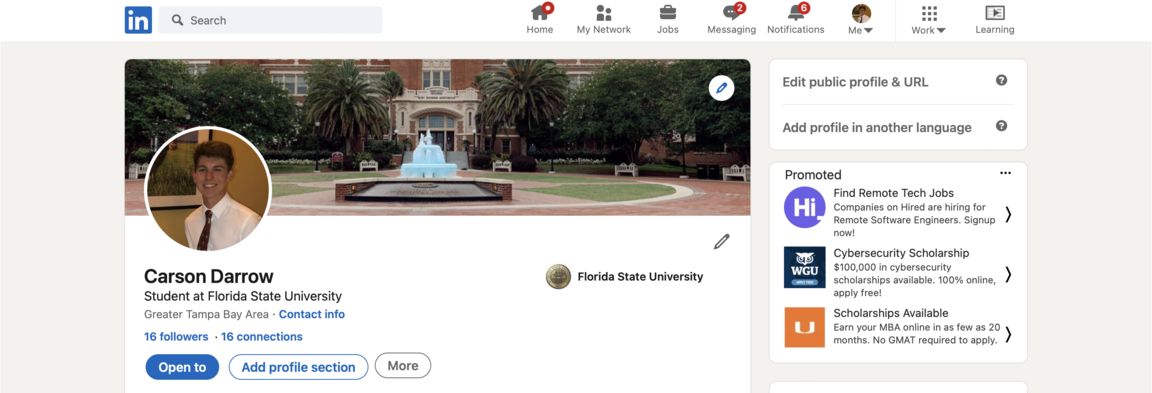 in
Search
Home
My Network
Jobs
2
Messaging
6
Notifications
Me
Work
Learning
Edit public profile & URL
?
Add profile in another language
?
Promoted
...
Hi
Find Remote Tech Jobs
Companies on Hired are hiring for
Remote Software Engineers. Signup
now!
WGU
Cybersecurity Scholarship
$100,000 in cybersecurity
scholarships available. 100% online,
apply free!
U
Scholarships Available
Earn your MBA online in as few as 20
months. No GMAT required to apply.
Carson Darrow
Student at Florida State University
Greater Tampa Bay Area · Contact info
16 followers · 16 connections
Open to
Add profile section
More
Florida State University